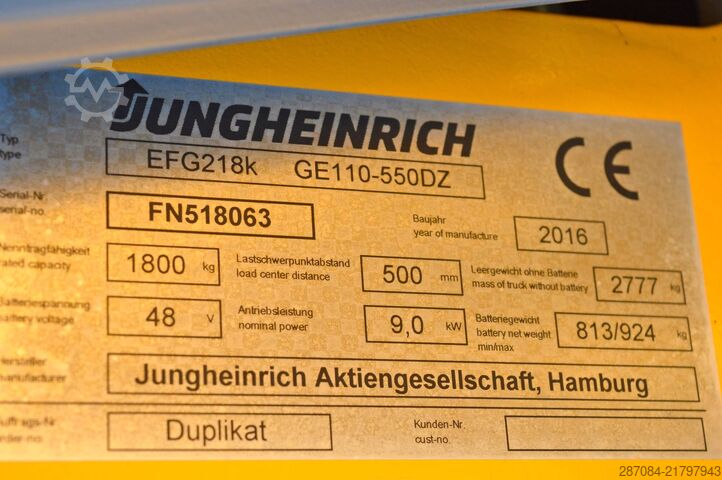 JUNGHEINRICH
Typ
type
EFG218k GE110-550DZ
CE
Serial-Nr.
serial-no.
FN518063
Baujahr
year of manufacture
2016
Nenntragfähigkeit
rated capacity
1800 kg
Lastschwerpunktabstand
load center distance
500 mm
Leergewicht ohne Batterie
mass of truck without battery
2777 kg
Batteriespannung
battery voltage
48 V
Antriebsleistung
nominal power
9,0 kW
Batteriegewicht
battery net weight
min/max
813/924 kg
Hersteller
manufacturer
Jungheinrich Aktiengesellschaft, Hamburg
Duplikat
Kunden-Nr.
cust-no.
287084-21797943